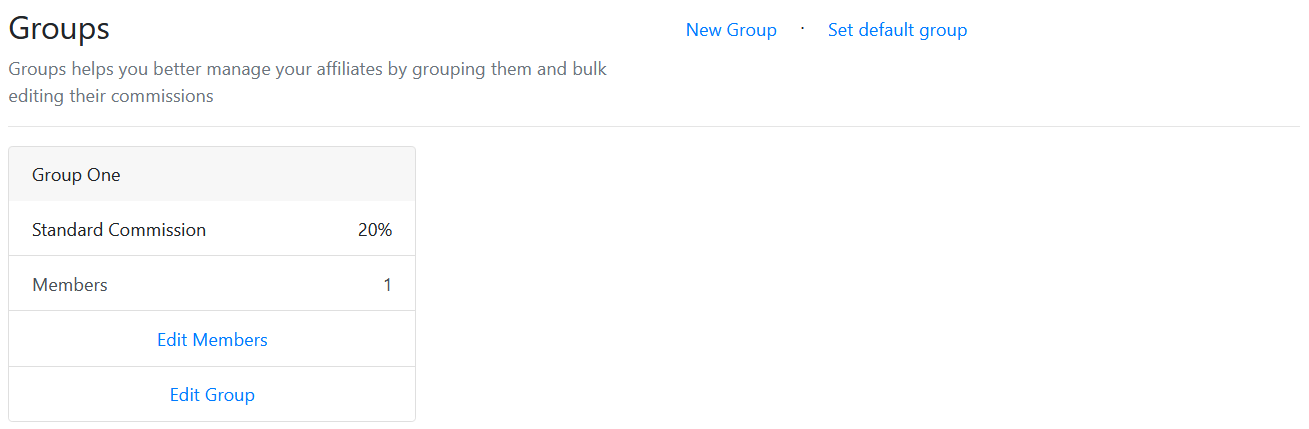 Groups
New Group · Set default group
Groups helps you better manage your affiliates by grouping them and bulk
editing their commissions
Group One
Standard Commission 20%
Members 1
Edit Members
Edit Group